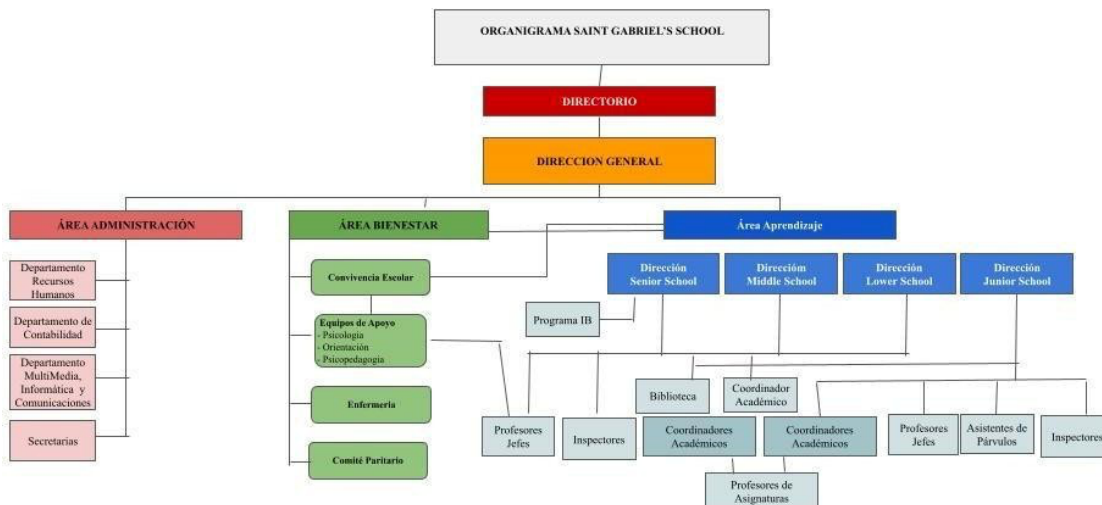 ORGANIGRAMA SAINT GABRIEL'S SCHOOL
DIRECTORIO
DIRECCION GENERAL
ÁREA ADMINISTRACIÓN
ÁREA BIENESTAR
Área Aprendizaje
Departamento
Recursos
Humanos
Departamento de
Contabilidad
Departamento
MultiMedia,
Informática y
Comunicaciones
Secretarias
Convivencia Escolar
Equipos de Apoyo
- Psicologia
- Orientación
- Psicopedagogia
Enfermeria
Comité Paritario
Dirección
Senior School
Direccióm
Middle School
Dirección
Lower School
Dirección
Junior School
Programa IB
Biblioteca
Coordinador
Académico
Profesores
Jefes
Inspectores
Coordinadores
Académicos
Coordinadores
Académicos
Profesores
Jefes
Asistentes de
Párvulos
Inspectores
Profesores de
Asignaturas